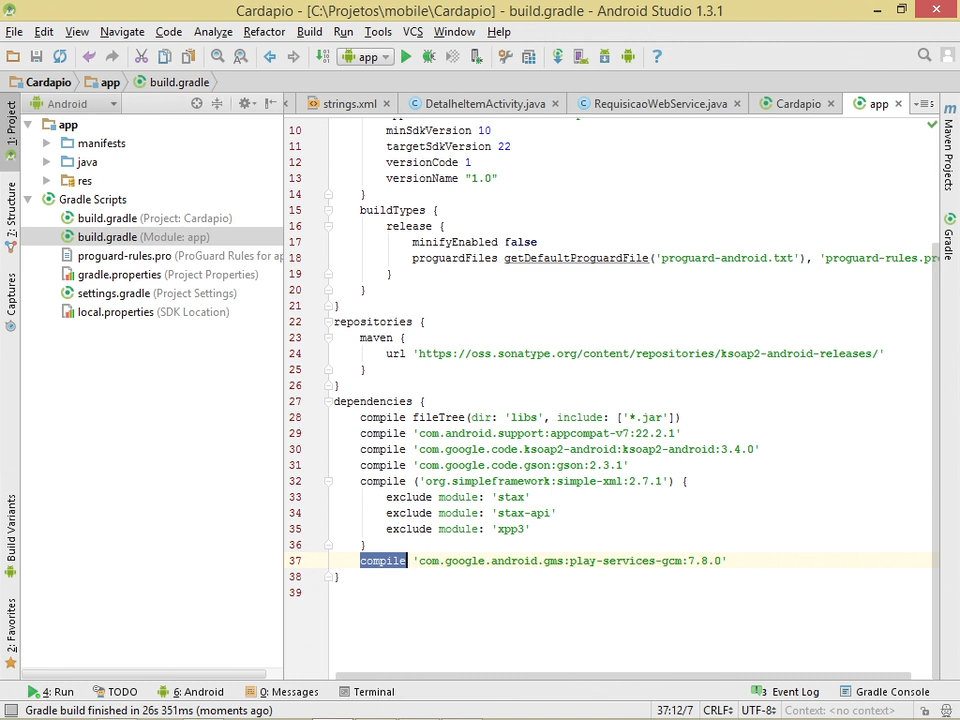 Cardapio - [C:\Projetos\mobile\Cardapio] - build.gradle - Android Studio 1.3.1
File Edit View Navigate Code Analyze Refactor Build Run Tools VCS Window Help
app
Cardapio app build.gradle
Android strings.xml DetalheItemActivity.java RequisicaoWebService.java Cardapio app
1: Project
7: Structure
Captures
Build Variants
2: Favorites
app
manifests
java
res
Gradle Scripts
build.gradle (Project: Cardapio)
build.gradle (Module: app)
proguard-rules.pro (ProGuard Rules for ap
gradle.properties (Project Properties)
settings.gradle (Project Settings)
local.properties (SDK Location)
10 minSdkVersion 10
11 targetSdkVersion 22
12 versionCode 1
13 versionName "1.0"
14 }
15 buildTypes {
16 release {
17 minifyEnabled false
18 proguardFiles getDefaultProguardFile('proguard-android.txt'), 'proguard-rules.pro
19 }
20 }
21 }
22 repositories {
23 maven {
24 url 'https://oss.sonatype.org/content/repositories/ksoap2-android-releases/'
25 }
26 }
27 dependencies {
28 compile fileTree(dir: 'libs', include: ['*.jar'])
29 compile 'com.android.support:appcompat-v7:22.2.1'
30 compile 'com.google.code.ksoap2-android:ksoap2-android:3.4.0'
31 compile 'com.google.code.gson:gson:2.3.1'
32 compile ('org.simpleframework:simple-xml:2.7.1') {
33 exclude module: 'stax'
34 exclude module: 'stax-api'
35 exclude module: 'xpp3'
36 }
37 compile 'com.google.android.gms:play-services-gcm:7.8.0'
38 }
39
Maven Projects
Gradle
4: Run TODO 6: Android 0: Messages Terminal 3 Event Log Gradle Console
Gradle build finished in 26s 351ms (moments ago) 37:12/7 CRLF UTF-8 Context: <no context>